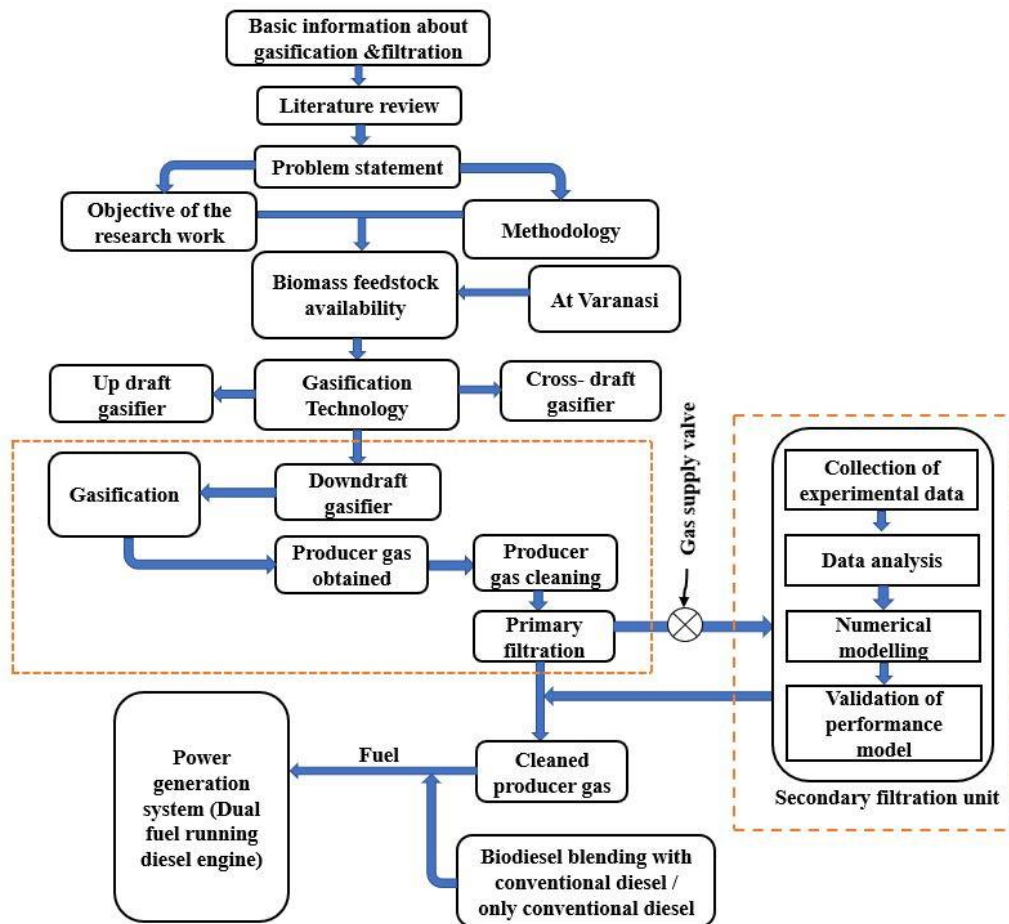 Basic information about
gasification &filtration
Literature review
Problem statement
Objective of the
research work
Methodology
Biomass feedstock
availability
At Varanasi
Up draft
gasifier
Gasification
Technology
Cross- draft
gasifier
Gas supply valve
Gasification
Downdraft
gasifier
Producer gas
obtained
Producer
gas cleaning
Primary
filtration
Collection of
experimental data
Data analysis
Numerical
modelling
Validation of
performance
model
Secondary filtration unit
Power
generation
system (Dual
fuel running
diesel engine)
Fuel
Cleaned
producer gas
Biodiesel blending with
conventional diesel /
only conventional diesel